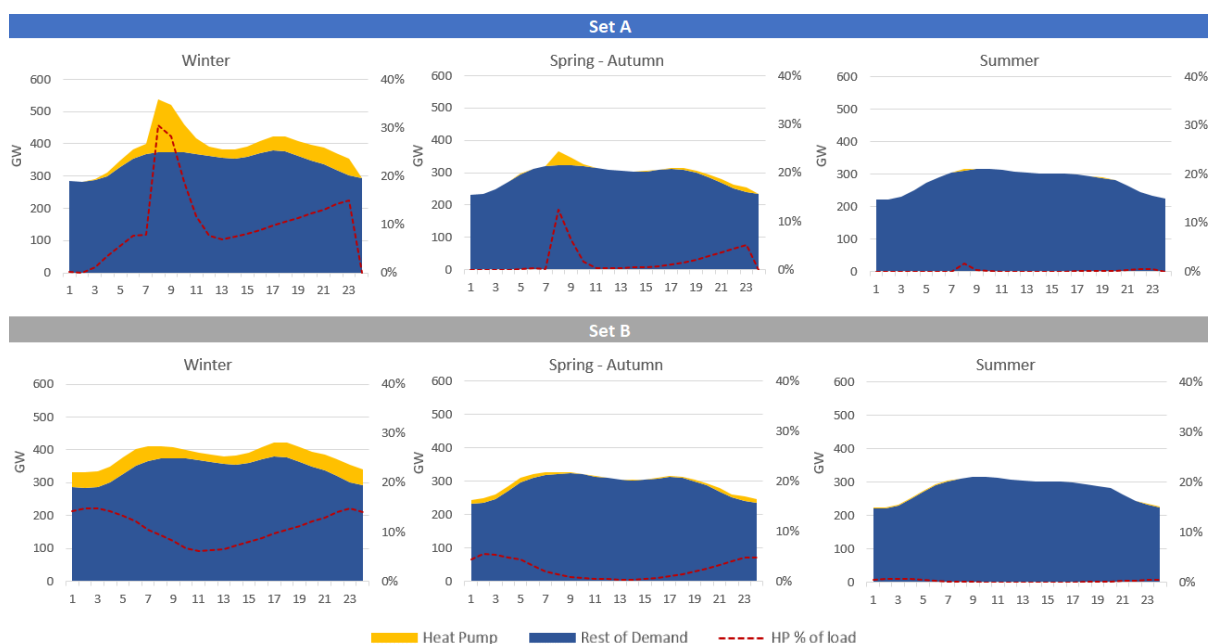 Set A
Winter
Spring - Autumn
Summer
600 40% 600 40% 600 40%
500 500 500
400 30% 400 30% 400 30%
GW 300 20% GW 300 20% GW 300 20%
200 200 200
100 10% 100 10% 100 10%
0 0% 0 0% 0 0%
1 3 5 7 9 11 13 15 17 19 21 23 1 3 5 7 9 11 13 15 17 19 21 23 1 3 5 7 9 11 13 15 17 19 21 23
Set B
Winter
Spring - Autumn
Summer
600 40% 600 40% 600 40%
500 500 500
400 30% 400 30% 400 30%
GW 300 20% GW 300 20% GW 300 20%
200 200 200
100 10% 100 10% 100 10%
0 0% 0 0% 0 0%
1 3 5 7 9 11 13 15 17 19 21 23 1 3 5 7 9 11 13 15 17 19 21 23 1 3 5 7 9 11 13 15 17 19 21 23
Heat Pump Rest of Demand HP % of load